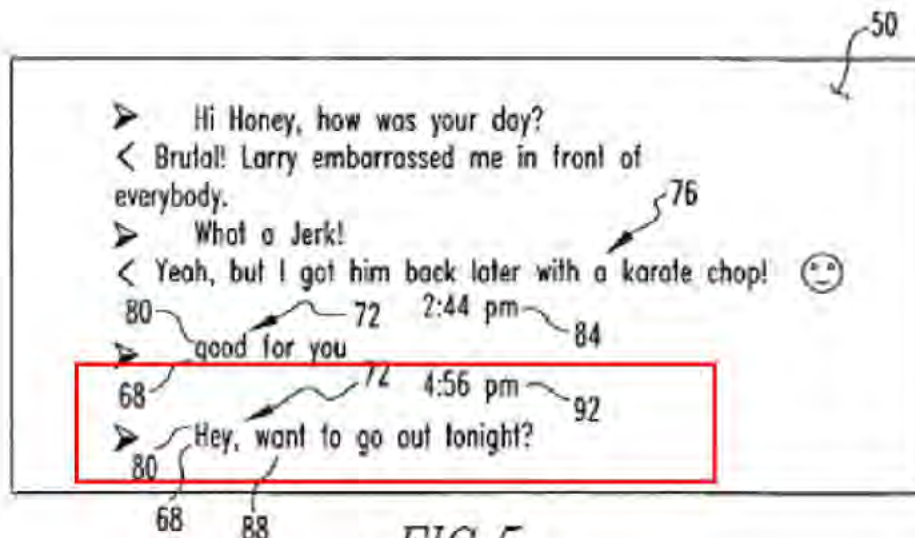 50
➤ Hi Honey, how was your day?
< Brutal! Larry embarrassed me in front of
everybody.
76
➤ What a Jerk!
< Yeah, but I got him back later with a karate chop!
80 72 2:44 pm 84
➤ good for you
68 72 4:56 pm 92
➤ Hey, want to go out tonight?
80
68 88
FIG.5